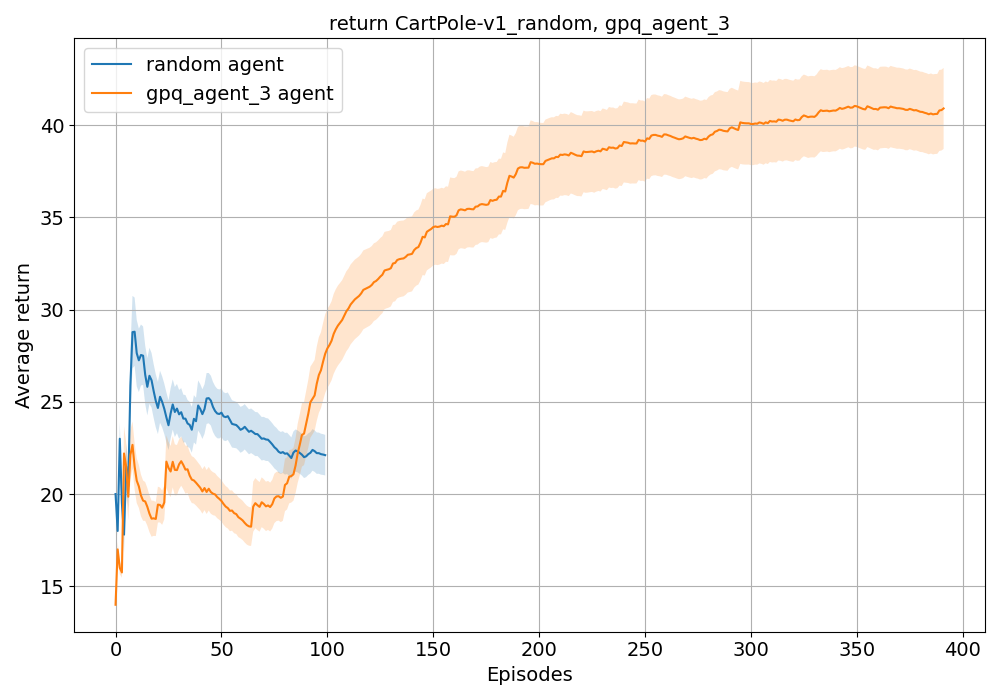 return CartPole-v1_random, gpq_agent_3
random agent
gpq_agent_3 agent
Average return
40
35
30
25
20
15
0 50 100 150 200 250 300 350 400
Episodes